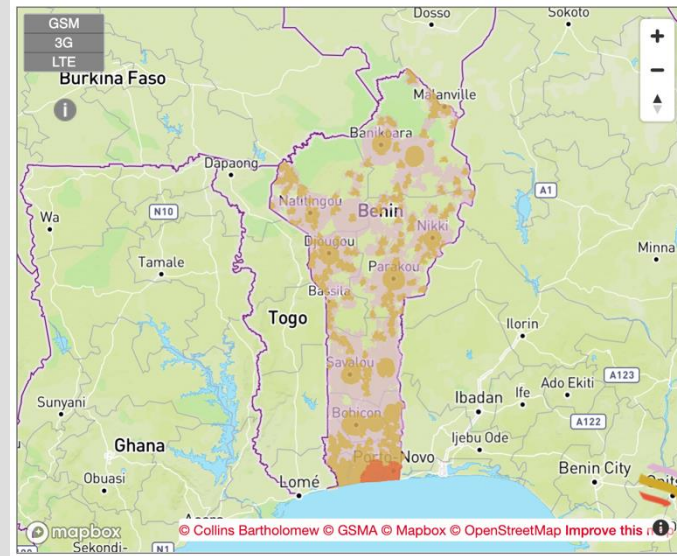 GSM
3G
LTE
Dosso
Sokoto
Burkina Faso
Malanville
Banikoara
Dapaong
Natitingou
Benin
A1
Wa
N10
Nikki
Djougou
Minna
Tamale
Parakou
Bassila
Togo
Ilorin
Savalou
A123
Ado Ekiti
Sunyani
Ibadan
Ife
Bohicon
A122
Ijebu Ode
Ghana
Porto-Novo
Benin City
Obuasi
Lomé
mapbox
© Collins Bartholomew © GSMA © Mapbox © OpenStreetMap Improve this
Sekondi-
N1